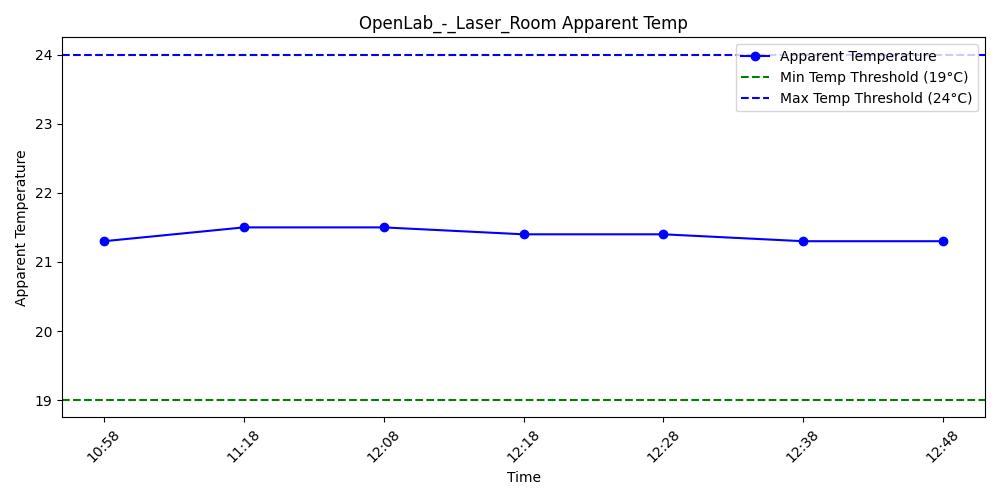 OpenLab_-_Laser_Room Apparent Temp
Apparent Temperature
Min Temp Threshold (19°C)
Max Temp Threshold (24°C)
24
23
22
21
20
19
Apparent Temperature
10:58
11:18
12:08
12:18
12:28
12:38
12:48
Time